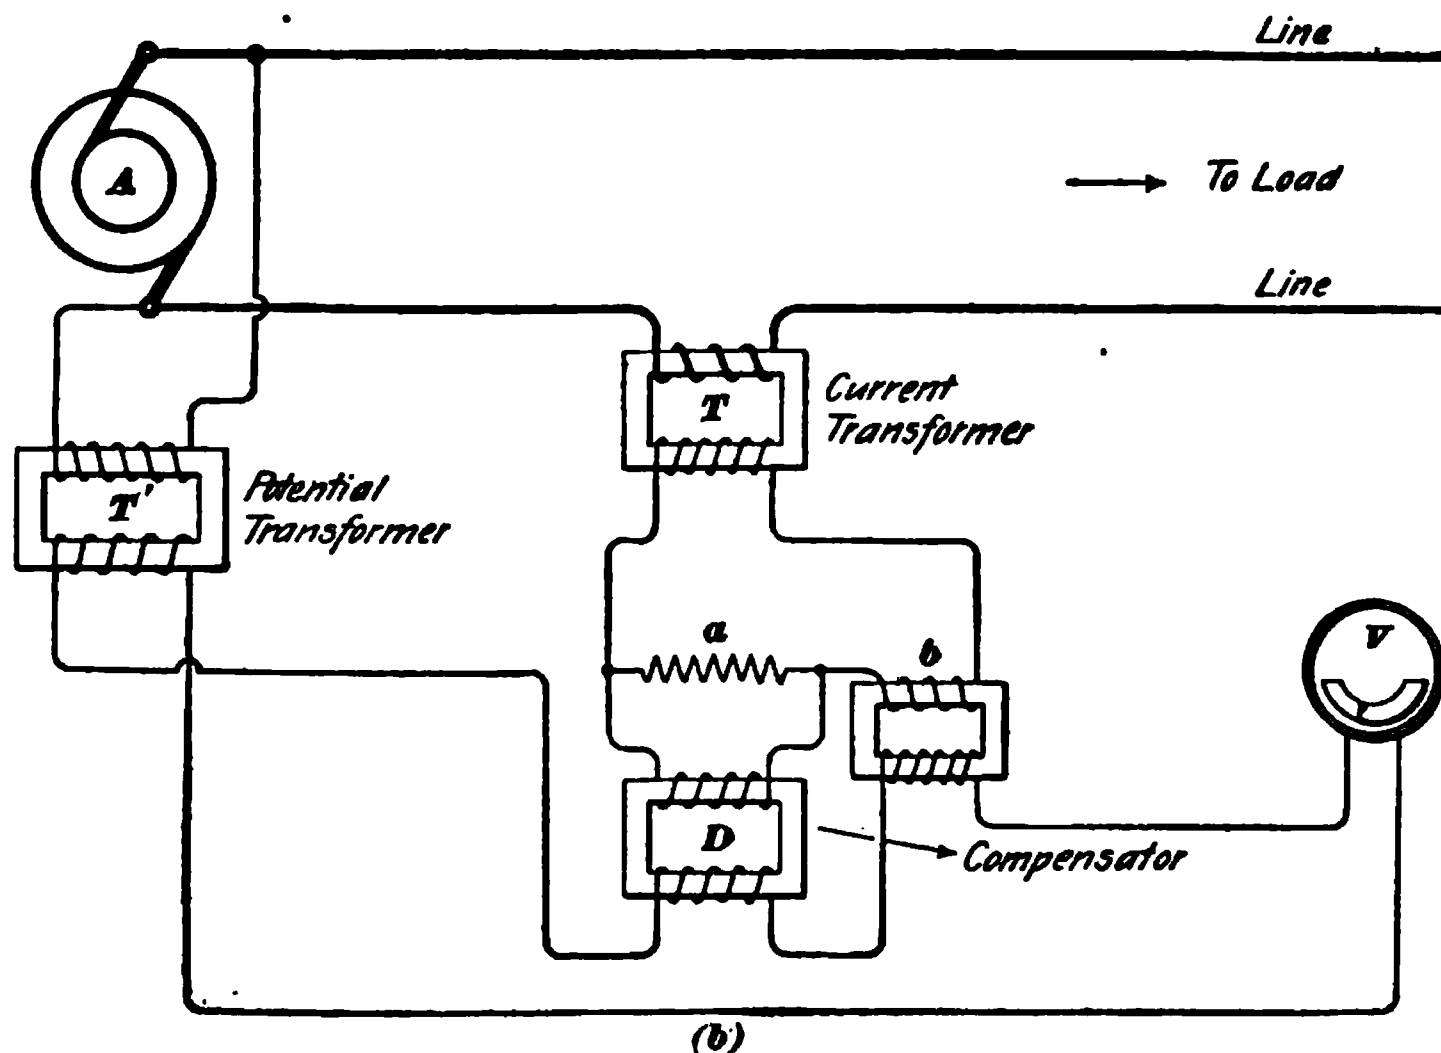 Line
A
To Load
Line
T
Current
Transformer
T'
Potential
Transformer
a
b
V
D
Compensator
(b)